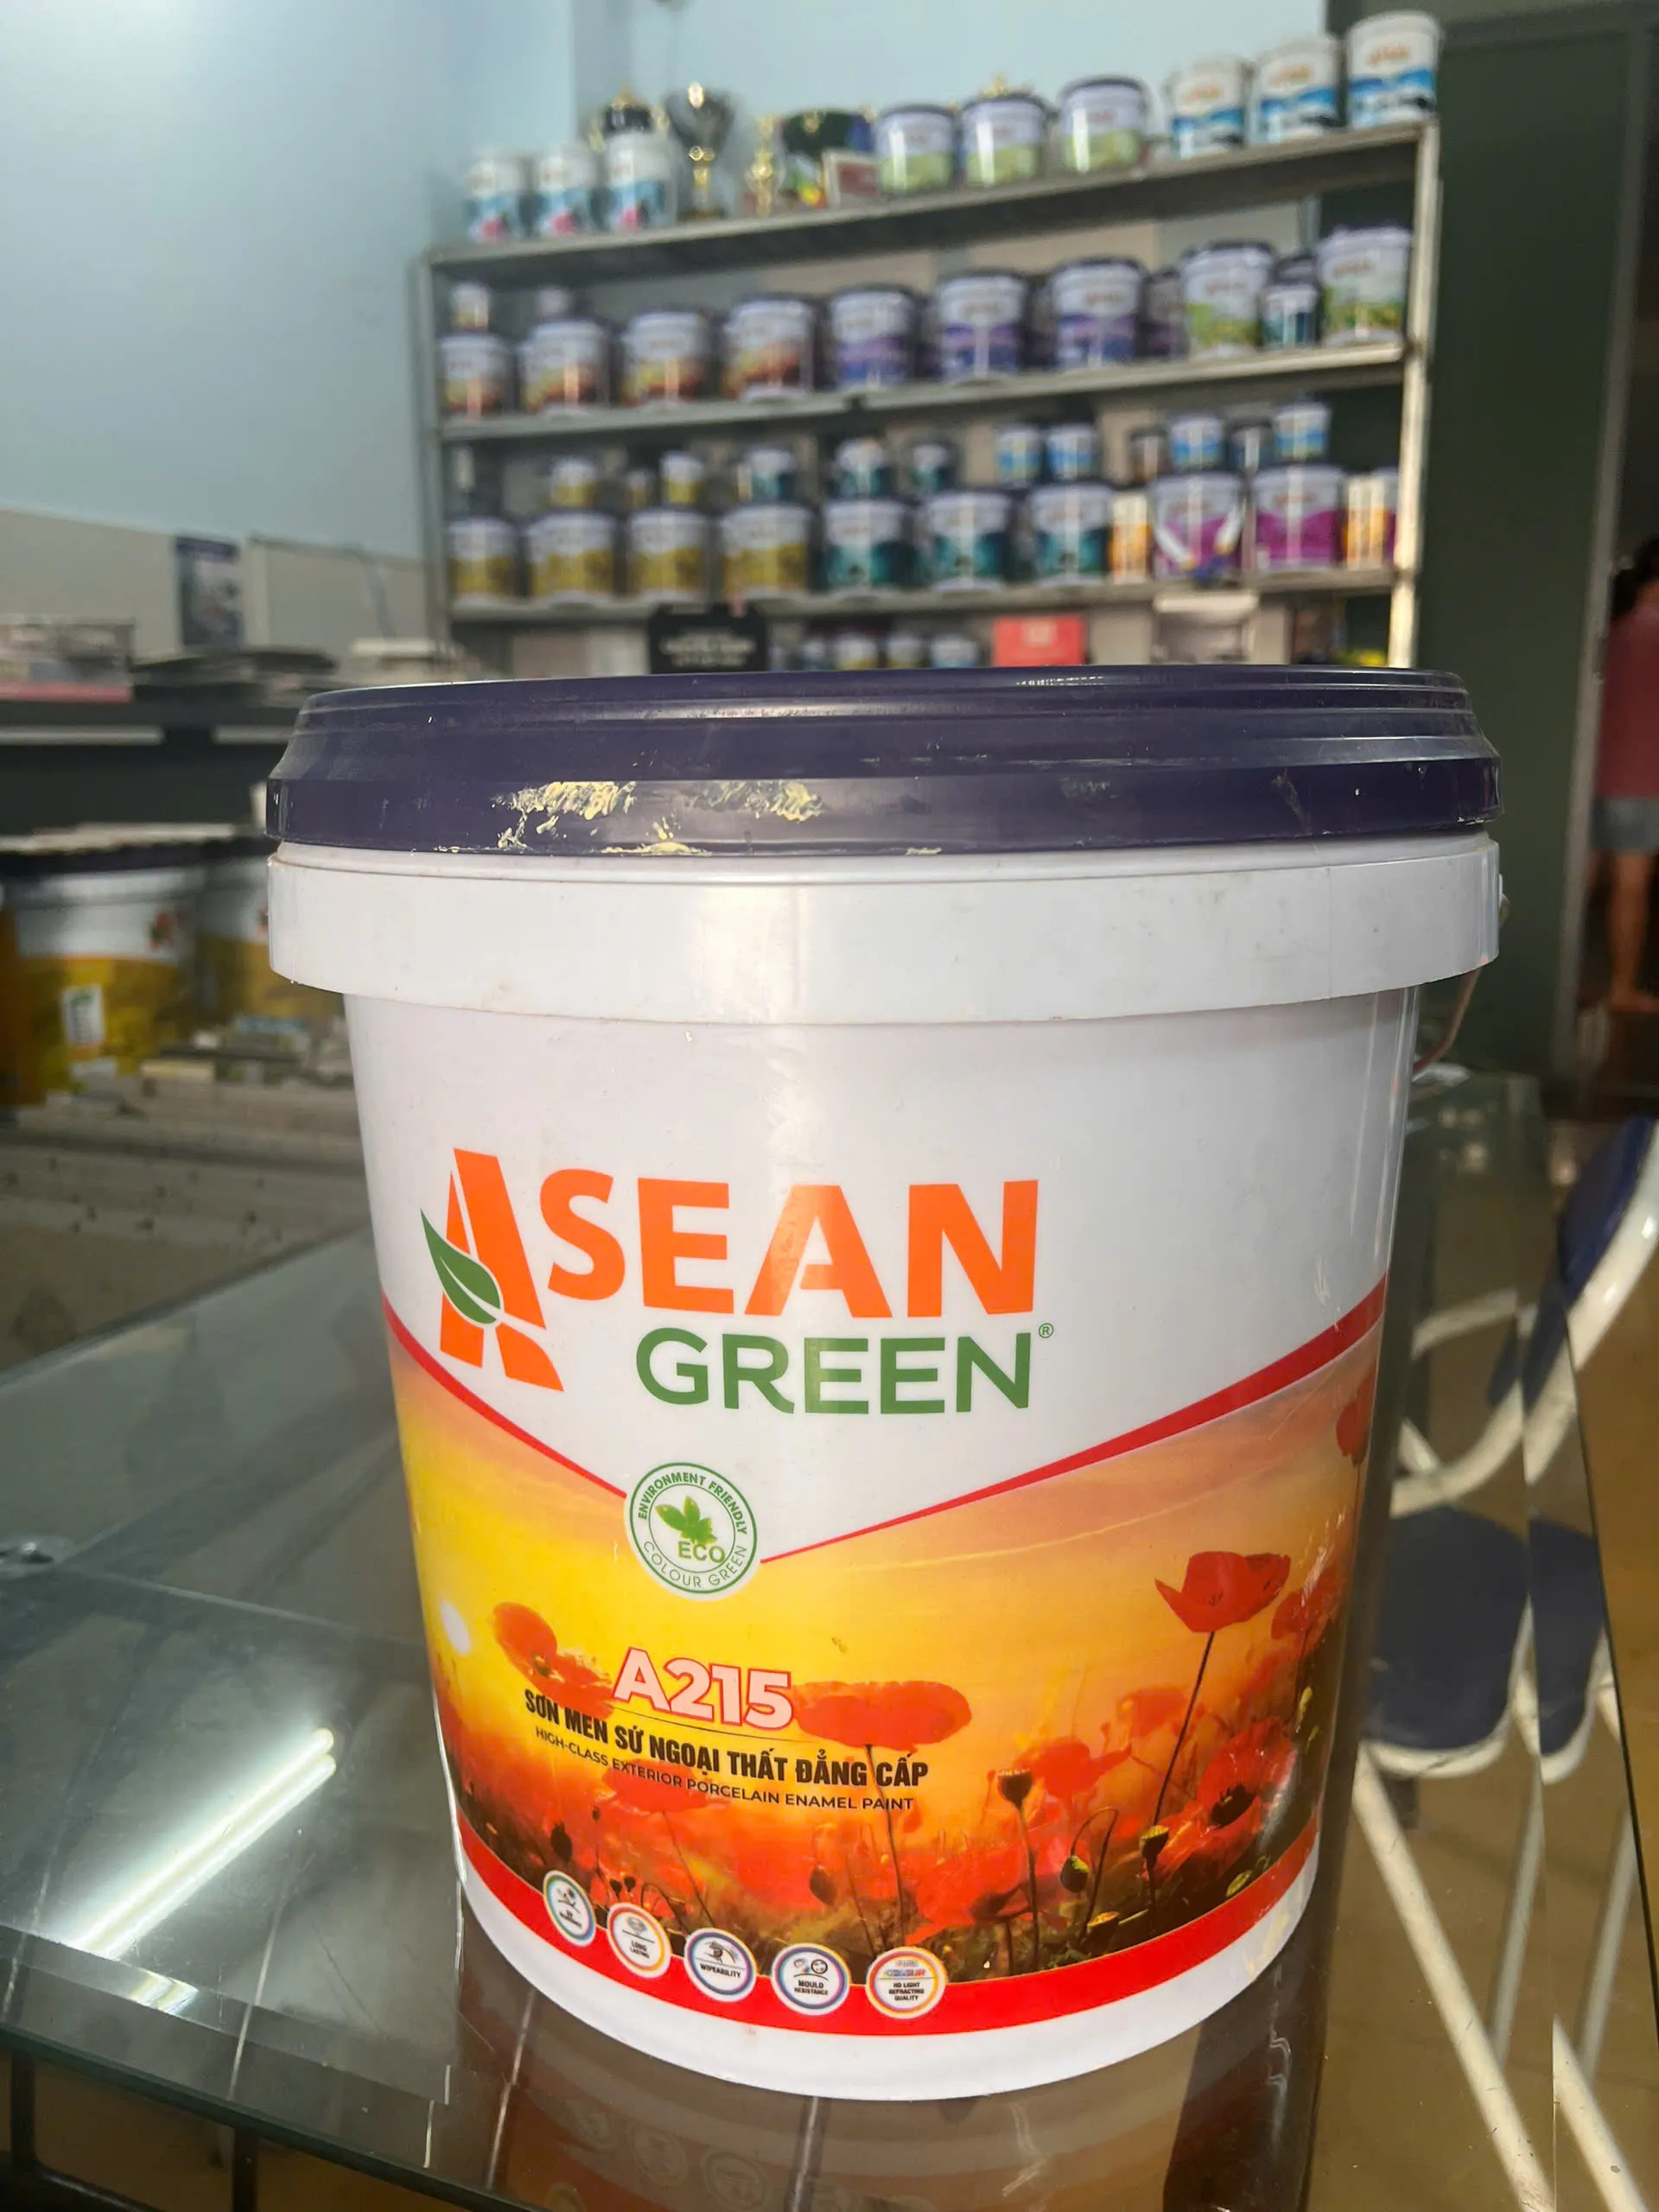 ASEAN
GREEN®
ENVIRONMENT FRIENDLY
ECO
COLOUR GREEN
A215
SƠN MEN SỨ NGOẠI THẤT ĐẲNG CẤP
HIGH-CLASS EXTERIOR PORCELAIN ENAMEL PAINT
LONG
LASTING
WIPEABILITY
MOULD
RESISTANCE
HD LIGHT
REFRACTING
QUALITY